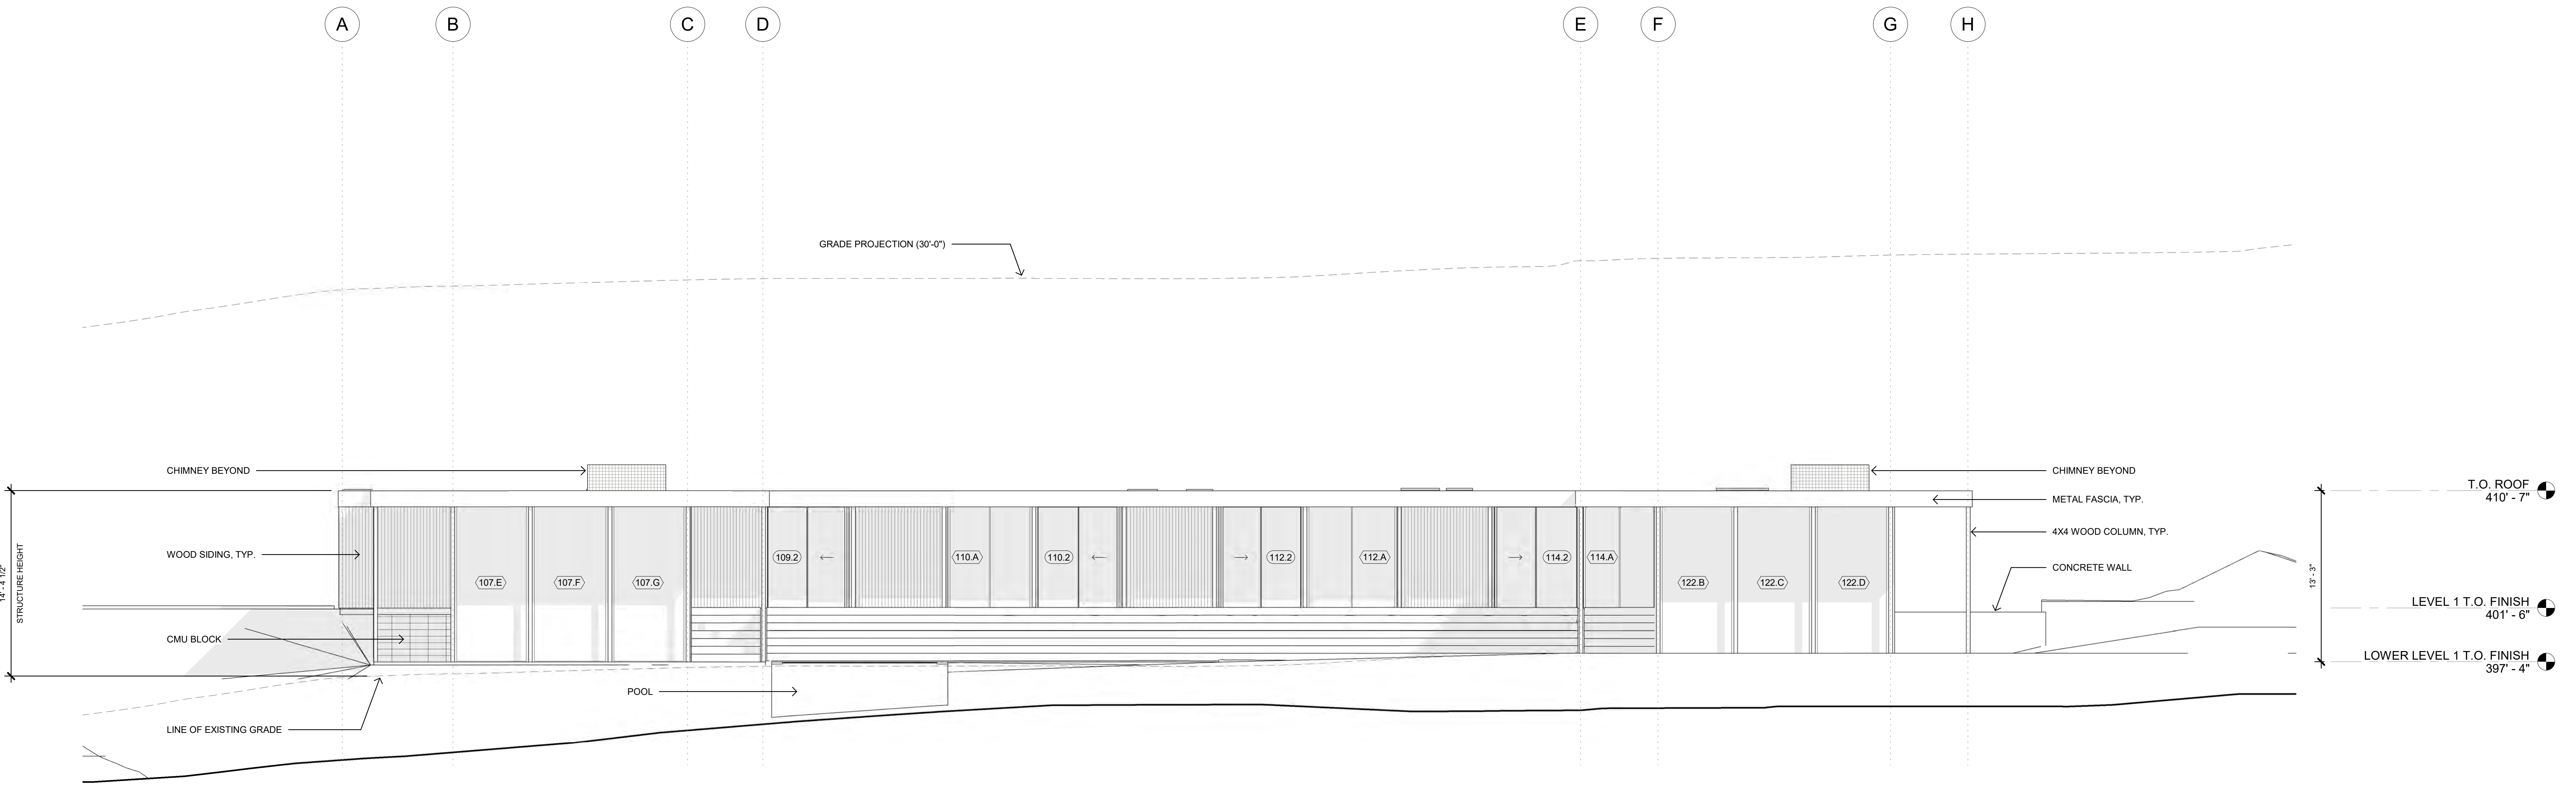 A
B
C
D
E
F
G
H
GRADE PROJECTION (30'-0")
CHIMNEY BEYOND
CHIMNEY BEYOND
T.O. ROOF
410' - 7"
METAL FASCIA, TYP.
4X4 WOOD COLUMN, TYP.
WOOD SIDING, TYP.
109.2
110.A
110.2
112.2
112.A
114.2
114.A
CONCRETE WALL
14' - 4 1/2"
STRUCTURE HEIGHT
107.E
107.F
107.G
122.B
122.C
122.D
13' - 3"
LEVEL 1 T.O. FINISH
401' - 6"
CMU BLOCK
LOWER LEVEL 1 T.O. FINISH
397' - 4"
POOL
LINE OF EXISTING GRADE